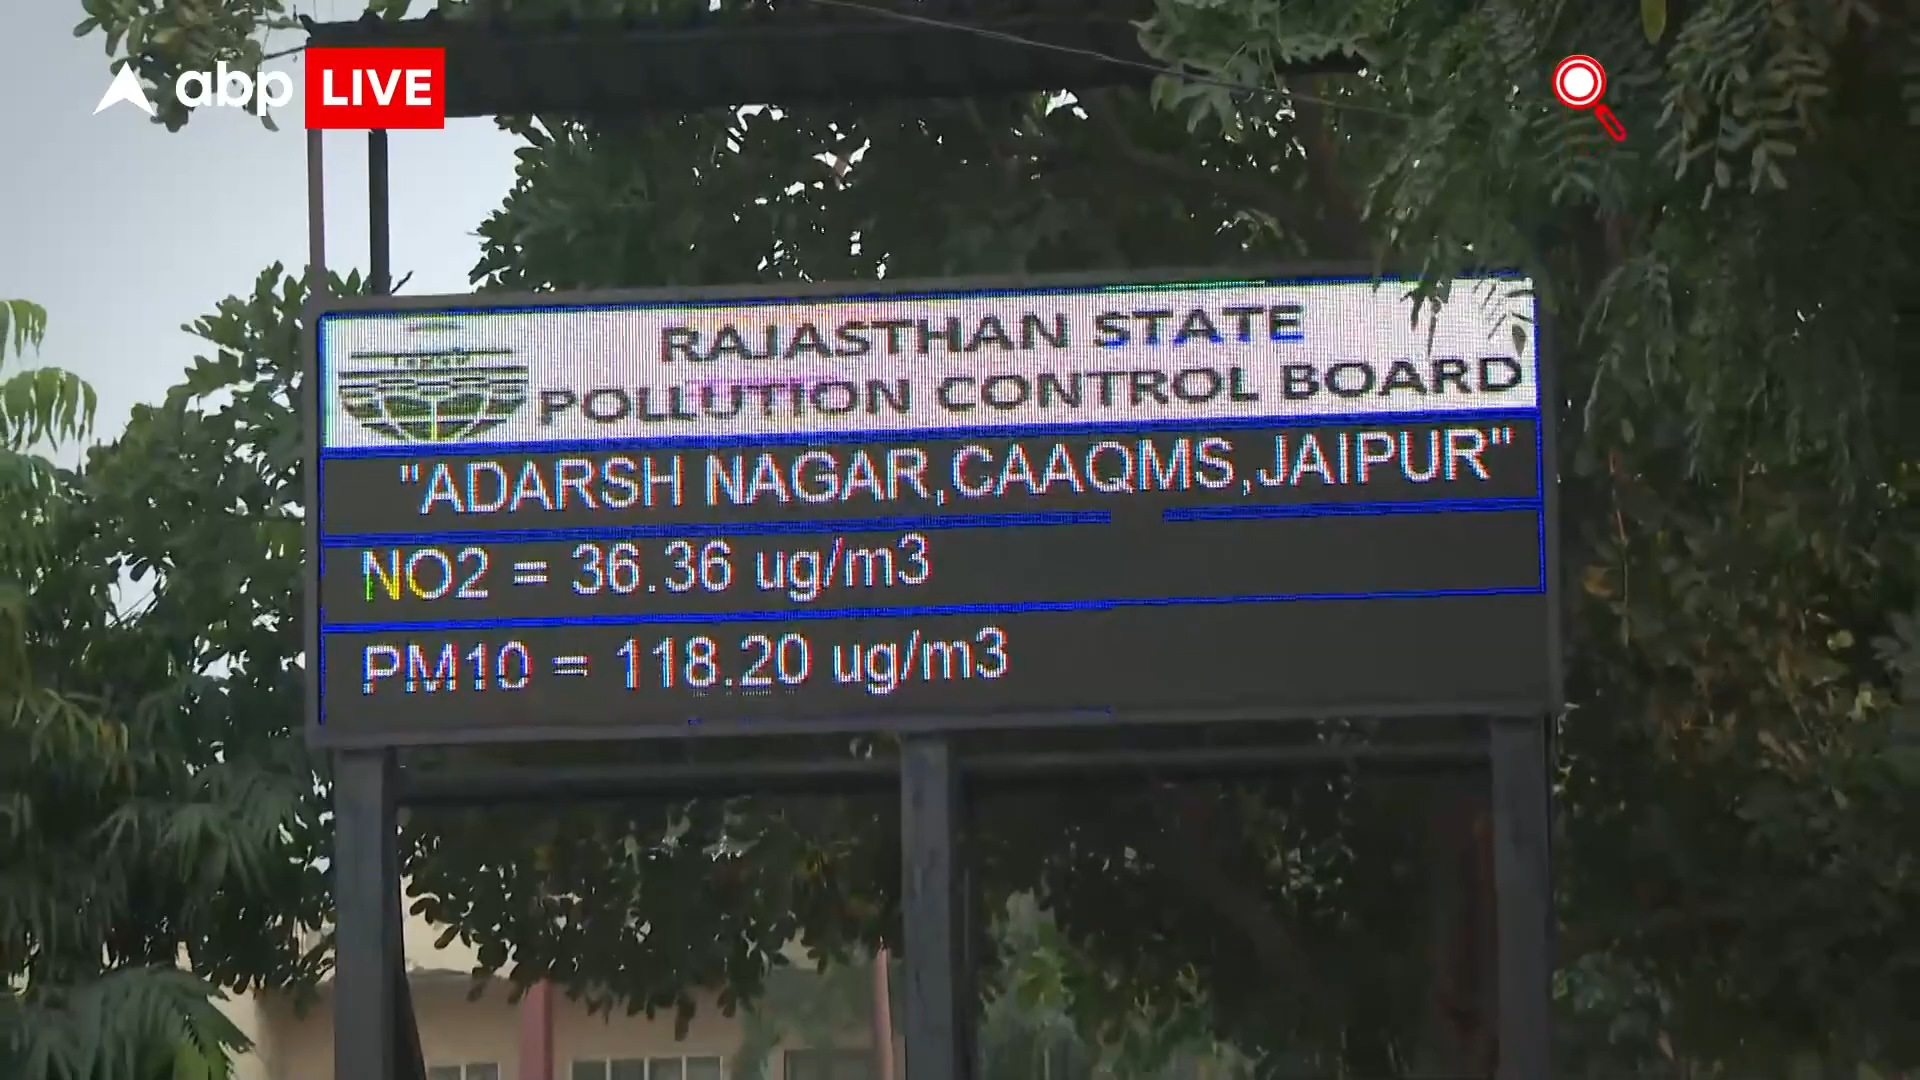 abp LIVE
RAJASTHAN STATE
POLLUTION CONTROL BOARD
"ADARSH NAGAR,CAAQMS,JAIPUR"
NO2 = 36.36 ug/m3
PM10 = 118.20 ug/m3